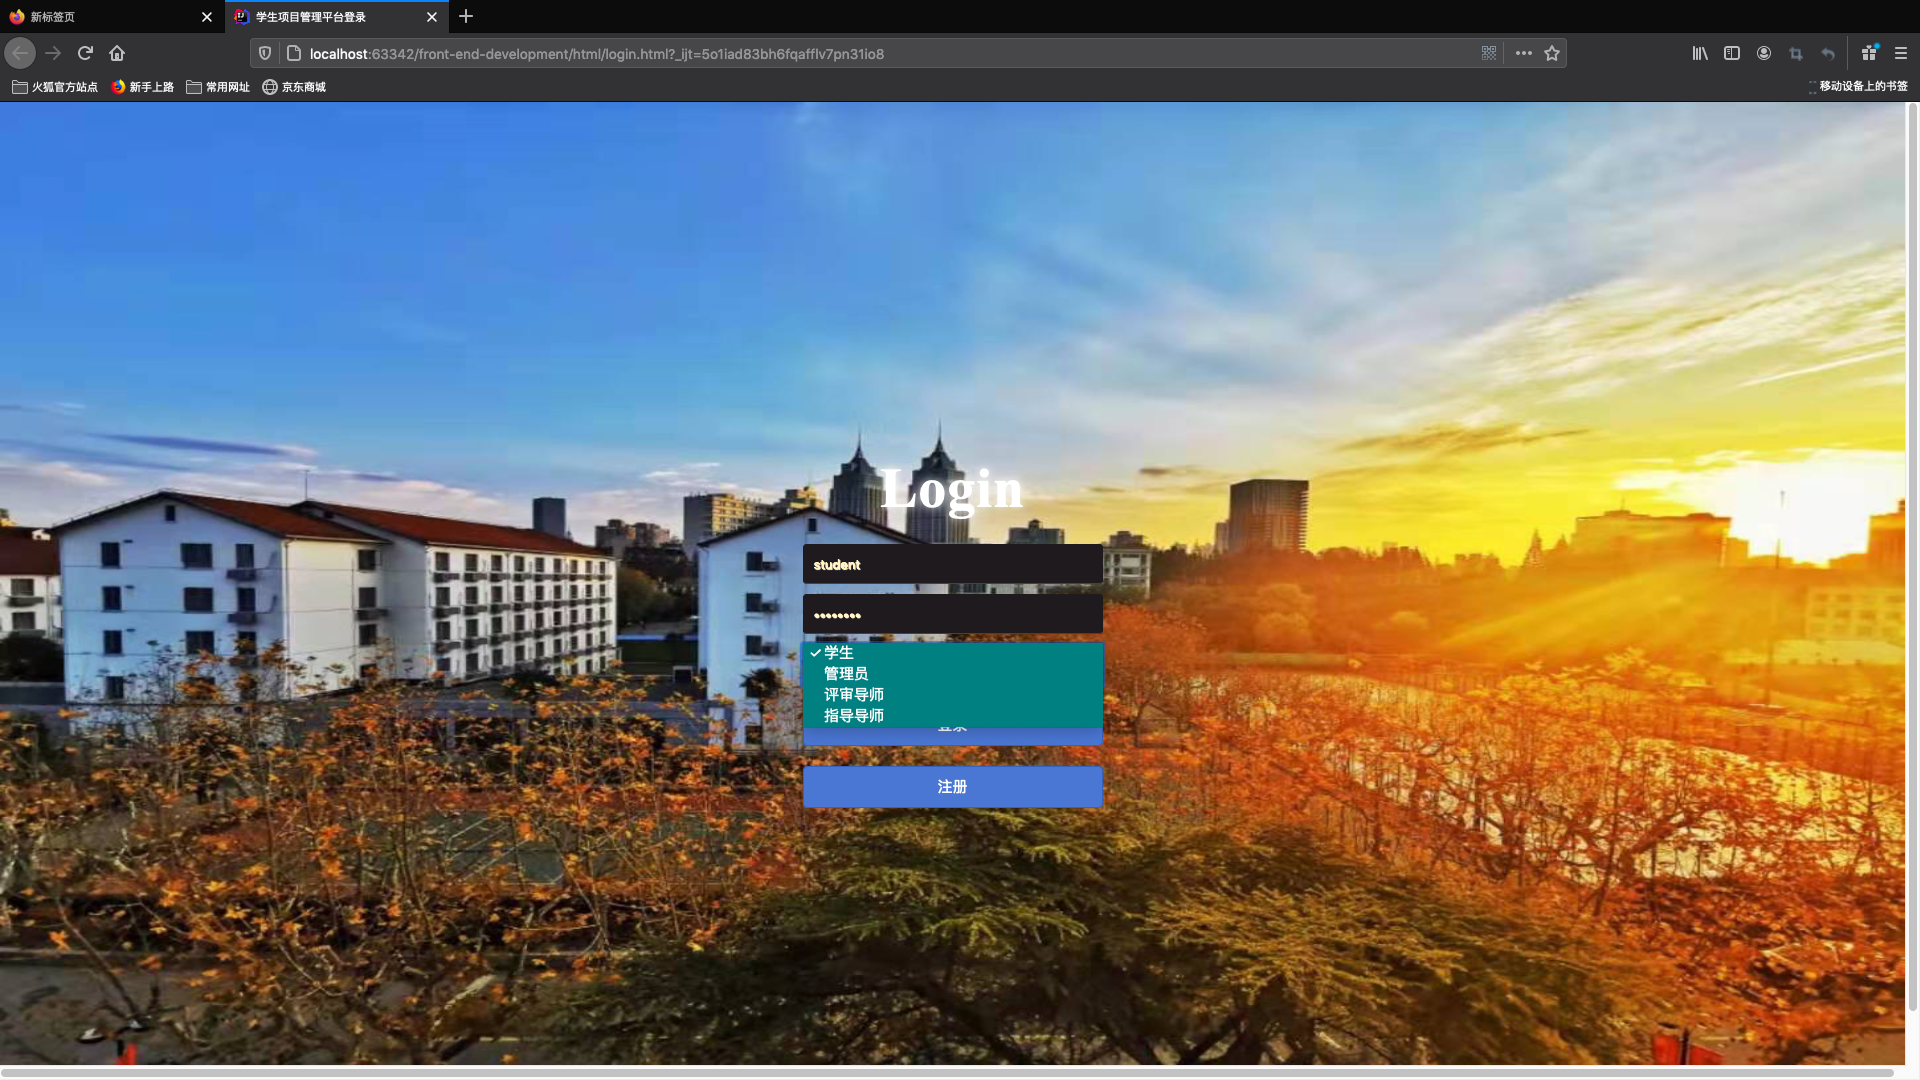 新标签页
学生项目管理平台登录
localhost:63342/front-end-development/html/login.html?_ijt=5o1iad83bh6fqafflv7pn31io8
火狐官方站点
新手上路
常用网址
京东商城
移动设备上的书签
Login
student
学生
管理员
评审导师
指导导师
登录
注册